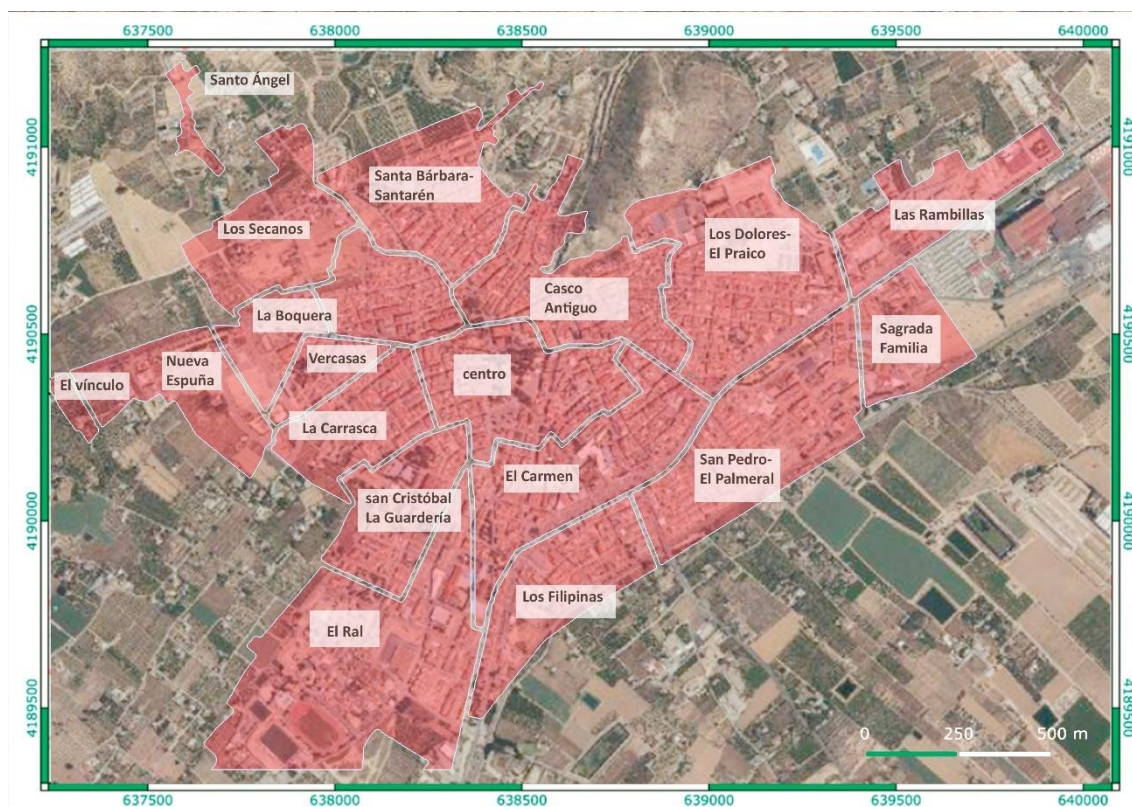 637500 638000 638500 639000 639500 640000
Santo Ángel
4191000
4191000
Santa Bárbara-
Santarén
Los Secanos
Las Rambillas
Los Dolores-
El Praico
Casco
Antiguo
La Boquera
Sagrada
Familia
4190500
4190500
Vercasas
Nueva
Espuña
El vínculo
centro
La Carrasca
El Carmen
San Pedro-
El Palmeral
san Cristóbal
La Guardería
4190000
4190000
Los Filipinas
El Ral
4189500
4189500
0 250 500 m
637500 638000 638500 639000 639500 640000